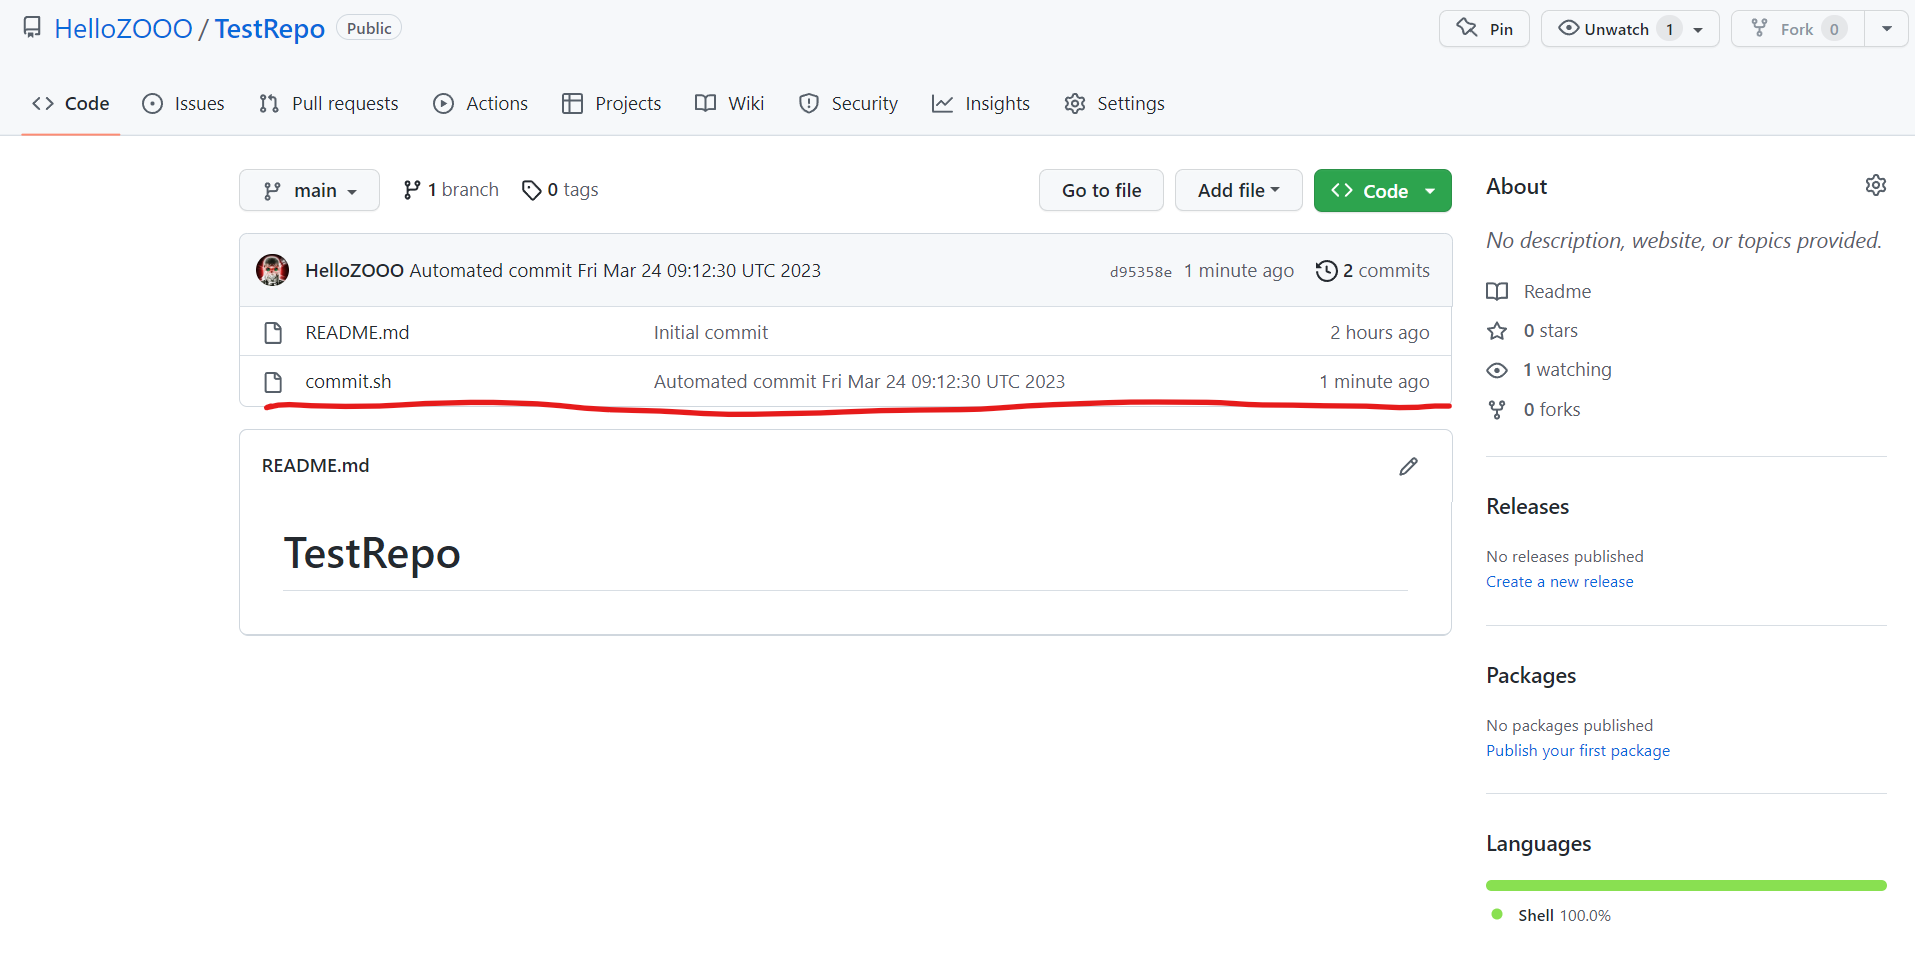 HelloZOOO / TestRepo Public
Pin
Unwatch 1
Fork 0
Code
Issues
Pull requests
Actions
Projects
Wiki
Security
Insights
Settings
main
1 branch
0 tags
Go to file
Add file
Code
HelloZOOO Automated commit Fri Mar 24 09:12:30 UTC 2023
d95358e 1 minute ago
2 commits
README.md Initial commit 2 hours ago
commit.sh Automated commit Fri Mar 24 09:12:30 UTC 2023 1 minute ago
README.md
TestRepo
About
No description, website, or topics provided.
Readme
0 stars
1 watching
0 forks
Releases
No releases published
Create a new release
Packages
No packages published
Publish your first package
Languages
Shell 100.0%